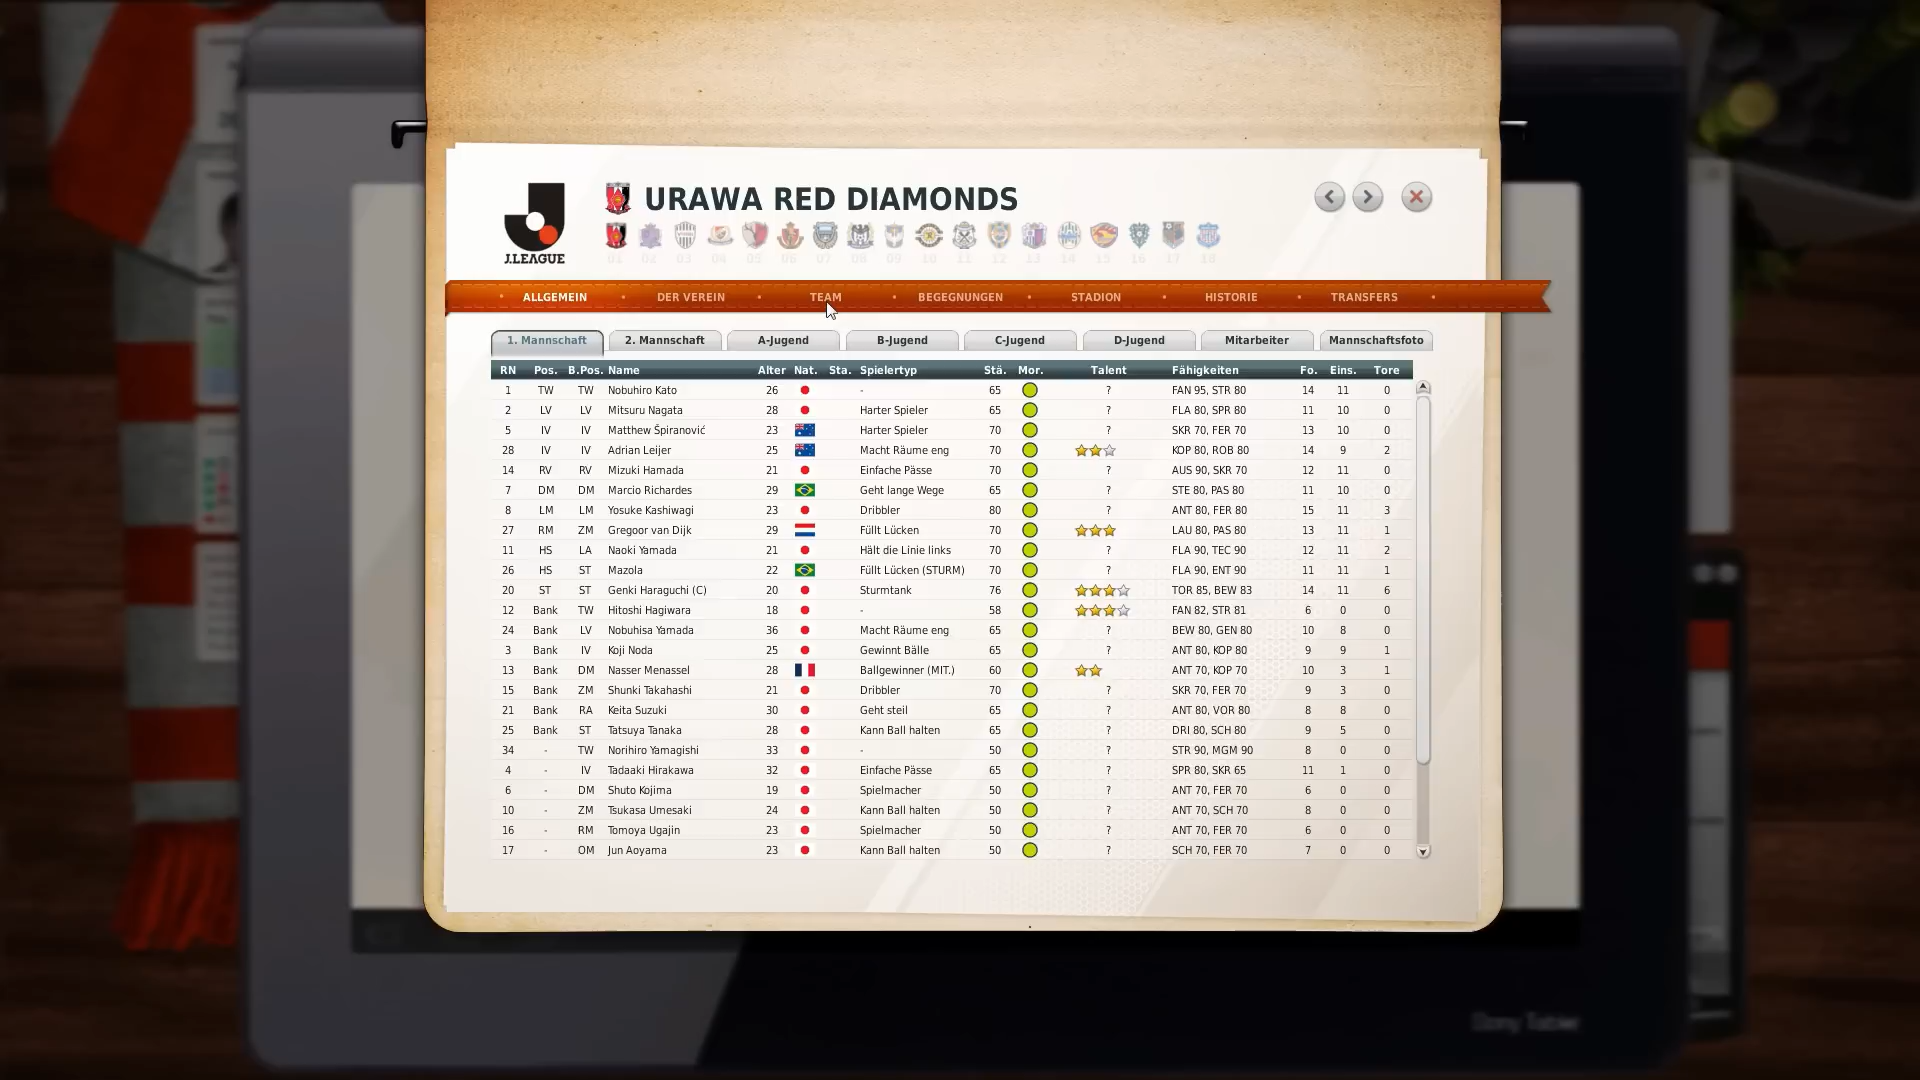 J.LEAGUE
URAWA RED DIAMONDS
01 02 03 04 05 06 07 08 09 10 11 12 13 14 15 16 17 18
ALLGEMEIN DER VEREIN TEAM BEGEGNUNGEN STADION HISTORIE TRANSFERS
1. Mannschaft 2. Mannschaft A-Jugend B-Jugend C-Jugend D-Jugend Mitarbeiter Mannschaftsfoto
RN Pos. B.Pos. Name Alter Nat. Sta. Spielertyp Stä. Mor. Talent Fähigkeiten Fo. Eins. Tore
1 TW TW Nobuhiro Kato 26 - 65 ? FAN 95, STR 80 14 11 0
2 LV LV Mitsuru Nagata 28 Harter Spieler 65 ? FLA 80, SPR 80 11 10 0
5 IV IV Matthew Špiranović 23 Harter Spieler 70 ? SKR 70, FER 70 13 10 0
28 IV IV Adrian Leijer 25 Macht Räume eng 70 KOP 80, ROB 80 14 9 2
14 RV RV Mizuki Hamada 21 Einfache Pässe 70 ? AUS 90, SKR 70 12 11 0
7 DM DM Marcio Richardes 29 Geht lange Wege 65 ? STE 80, PAS 80 11 10 0
8 LM LM Yosuke Kashiwagi 23 Dribbler 80 ? ANT 80, FER 80 15 11 3
27 RM ZM Gregoor van Dijk 29 Füllt Lücken 70 LAU 80, PAS 80 13 11 1
11 HS LA Naoki Yamada 21 Hält die Linie links 70 ? FLA 90, TEC 90 12 11 2
26 HS ST Mazola 22 Füllt Lücken (STURM) 70 ? FLA 90, ENT 90 11 11 1
20 ST ST Genki Haraguchi (C) 20 Sturmtank 76 TOR 85, BEW 83 14 11 6
12 Bank TW Hitoshi Hagiwara 18 - 58 FAN 82, STR 81 6 0 0
24 Bank LV Nobuhisa Yamada 36 Macht Räume eng 65 ? BEW 80, GEN 80 10 8 0
3 Bank IV Koji Noda 25 Gewinnt Bälle 65 ? ANT 80, KOP 80 9 9 1
13 Bank DM Nasser Menassel 28 Ballgewinner (MIT.) 60 ANT 70, KOP 70 10 3 1
15 Bank ZM Shunki Takahashi 21 Dribbler 70 ? SKR 70, FER 70 9 3 0
21 Bank RA Keita Suzuki 30 Geht steil 65 ? ANT 80, VOR 80 8 8 0
25 Bank ST Tatsuya Tanaka 28 Kann Ball halten 65 ? DRI 80, SCH 80 9 5 0
34 - TW Norihiro Yamagishi 33 - 50 ? STR 90, MGM 90 8 0 0
4 - IV Tadaaki Hirakawa 32 Einfache Pässe 65 ? SPR 80, SKR 65 11 1 0
6 - DM Shuto Kojima 19 Spielmacher 50 ? ANT 70, FER 70 6 0 0
10 - ZM Tsukasa Umesaki 24 Kann Ball halten 50 ? ANT 70, SCH 70 8 0 0
16 - RM Tomoya Ugajin 23 Spielmacher 50 ? ANT 70, FER 70 6 0 0
17 - OM Jun Aoyama 23 Kann Ball halten 50 ? SCH 70, FER 70 7 0 0